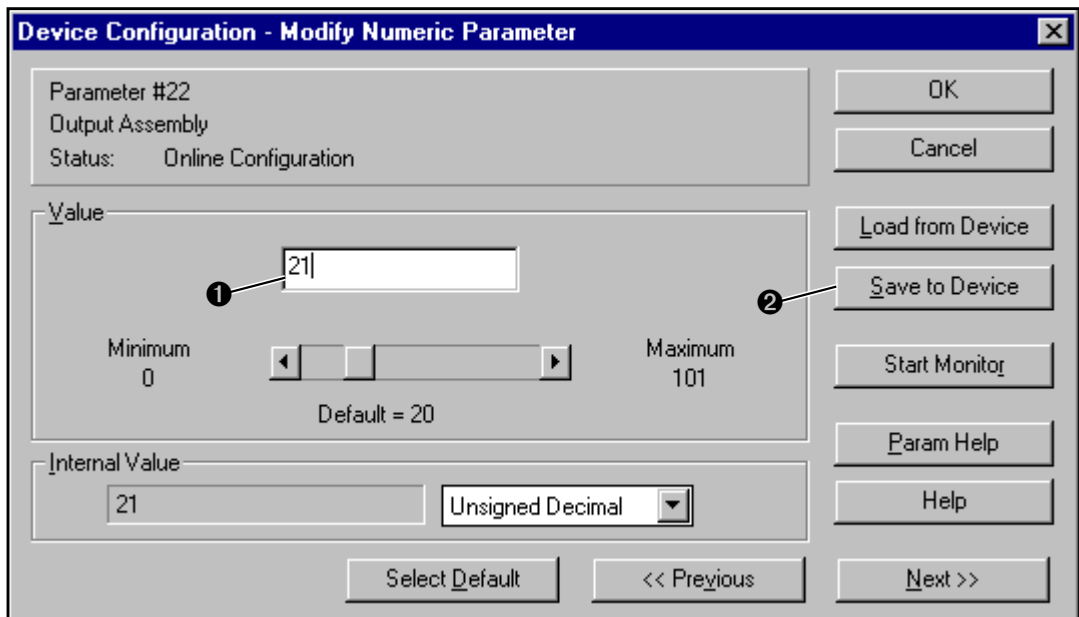 Device Configuration - Modify Numeric Parameter
Parameter #22
Output Assembly
Status: Online Configuration
OK
Cancel
Value
21
❶
Minimum
0
Maximum
101
Default = 20
Load from Device
❷
Save to Device
Start Monitor
Internal Value
21
Unsigned Decimal
Param Help
Help
Select Default
<< Previous
Next >>